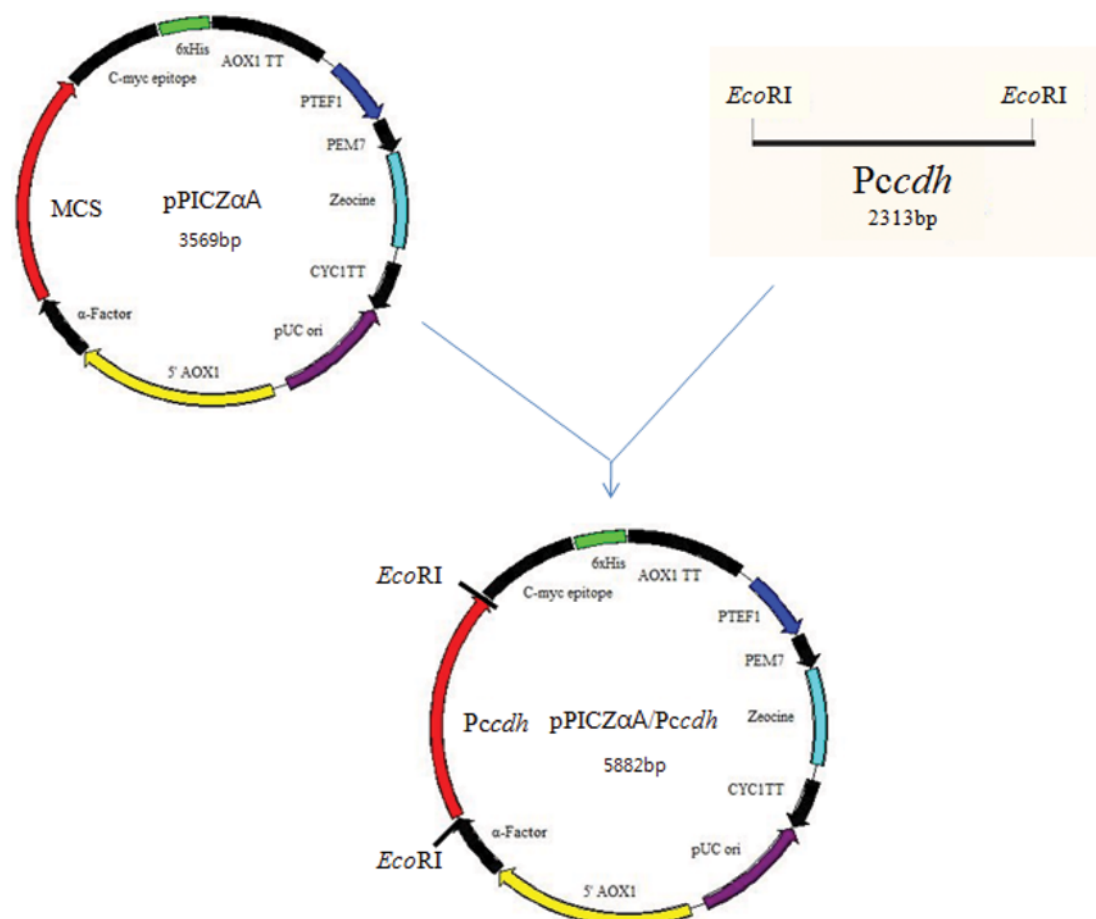 6xHis
AOX1 TT
C-myc epitope
PTEF1
PEM7
MCS
pPICZαA
3569bp
Zeocine
CYC1TT
α-Factor
pUC ori
5' AOX1
EcoRI
EcoRI
Pccdh
2313bp
EcoRI
6xHis
AOX1 TT
C-myc epitope
PTEF1
PEM7
Pccdh
pPICZαA/Pccdh
5882bp
Zeocine
CYC1TT
α-Factor
EcoRI
pUC ori
5' AOX1